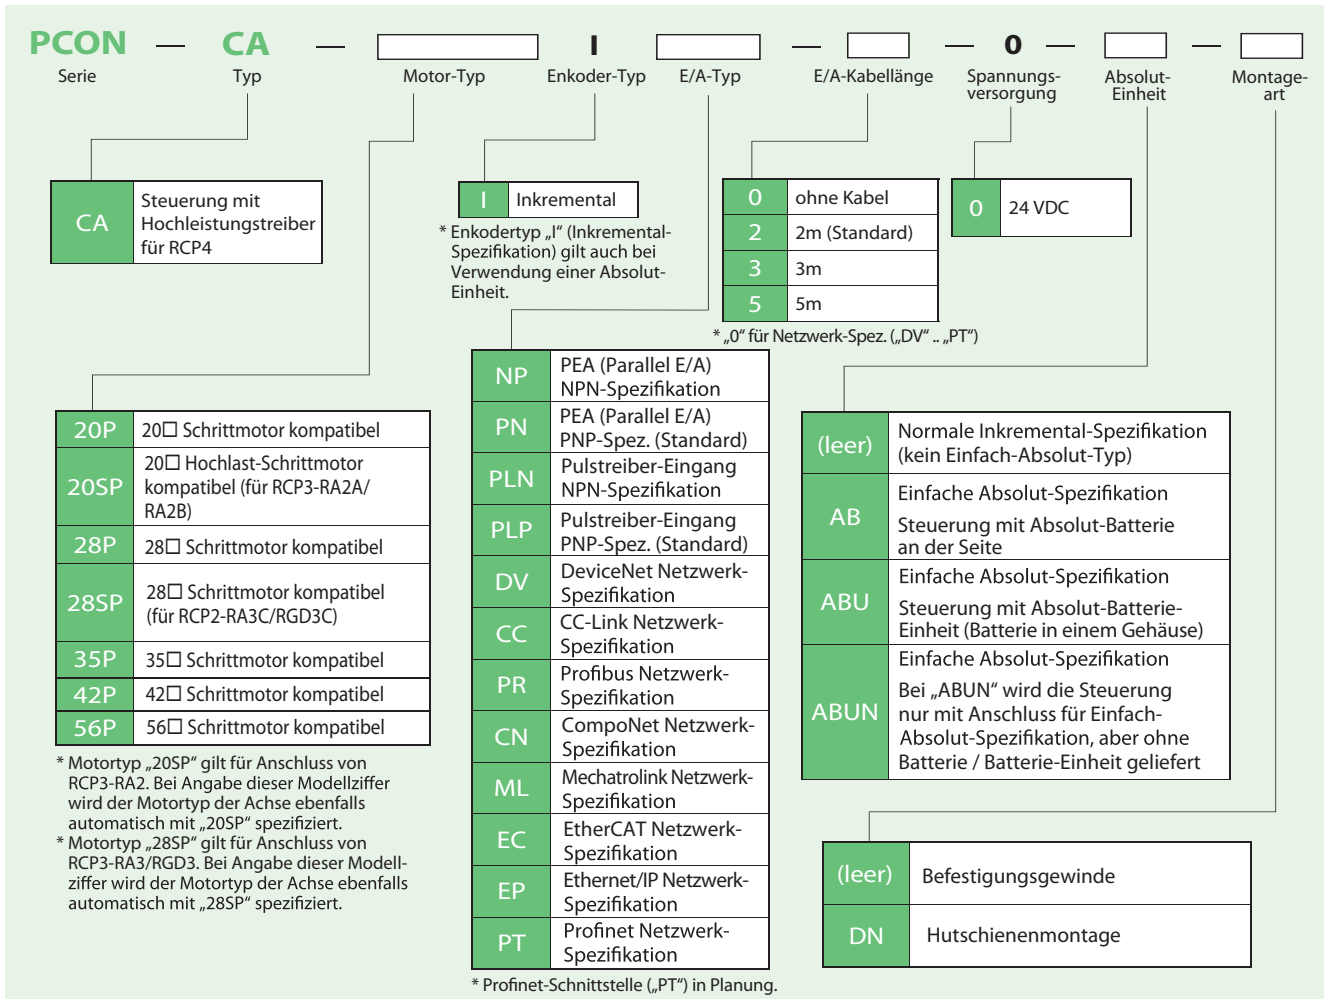 PCON — CA — I — — 0 — —
Serie Typ Motor-Typ Enkoder-Typ E/A-Typ E/A-Kabellänge Spannungs-versorgung Absolut-Einheit Montage-art
CA
Steuerung mit
Hochleistungstreiber
für RCP4
I Inkremental
* Enkodertyp „I“ (Inkremental-
Spezifikation) gilt auch bei
Verwendung einer Absolut-
Einheit.
0 ohne Kabel
2 2m (Standard)
3 3m
5 5m
* „0“ für Netzwerk-Spez. („DV“ .. „PT“)
0 24 VDC
20P 20□ Schrittmotor kompatibel
20SP
20□ Hochlast-Schrittmotor
kompatibel (für RCP3-RA2A/
RA2B)
28P 28□ Schrittmotor kompatibel
28SP
28□ Schrittmotor kompatibel
(für RCP2-RA3C/RGD3C)
35P 35□ Schrittmotor kompatibel
42P 42□ Schrittmotor kompatibel
56P 56□ Schrittmotor kompatibel
* Motortyp „20SP“ gilt für Anschluss von
RCP3-RA2. Bei Angabe dieser Modellziffer
wird der Motortyp der Achse ebenfalls
automatisch mit „20SP“ spezifiziert.
* Motortyp „28SP“ gilt für Anschluss von
RCP3-RA3/RGD3. Bei Angabe dieser Modell-
ziffer wird der Motortyp der Achse ebenfalls
automatisch mit „28SP“ spezifiziert.
NP
PEA (Parallel E/A)
NPN-Spezifikation
PN
PEA (Parallel E/A)
PNP-Spez. (Standard)
PLN
Pulstreiber-Eingang
NPN-Spezifikation
PLP
Pulstreiber-Eingang
PNP-Spez. (Standard)
DV
DeviceNet Netzwerk-
Spezifikation
CC
CC-Link Netzwerk-
Spezifikation
PR
Profibus Netzwerk-
Spezifikation
CN
CompoNet Netzwerk-
Spezifikation
ML
Mechatrolink Netzwerk-
Spezifikation
EC
EtherCAT Netzwerk-
Spezifikation
EP
Ethernet/IP Netzwerk-
Spezifikation
PT
Profinet Netzwerk-
Spezifikation
* Profinet-Schnittstelle („PT“) in Planung.
(leer)
Normale Inkremental-Spezifikation
(kein Einfach-Absolut-Typ)
AB
Einfache Absolut-Spezifikation
Steuerung mit Absolut-Batterie
an der Seite
ABU
Einfache Absolut-Spezifikation
Steuerung mit Absolut-Batterie-
Einheit (Batterie in einem Gehäuse)
ABUN
Einfache Absolut-Spezifikation
Bei „ABUN“ wird die Steuerung
nur mit Anschluss für Einfach-
Absolut-Spezifikation, aber ohne
Batterie / Batterie-Einheit geliefert
(leer) Befestigungsgewinde
DN Hutschienenmontage